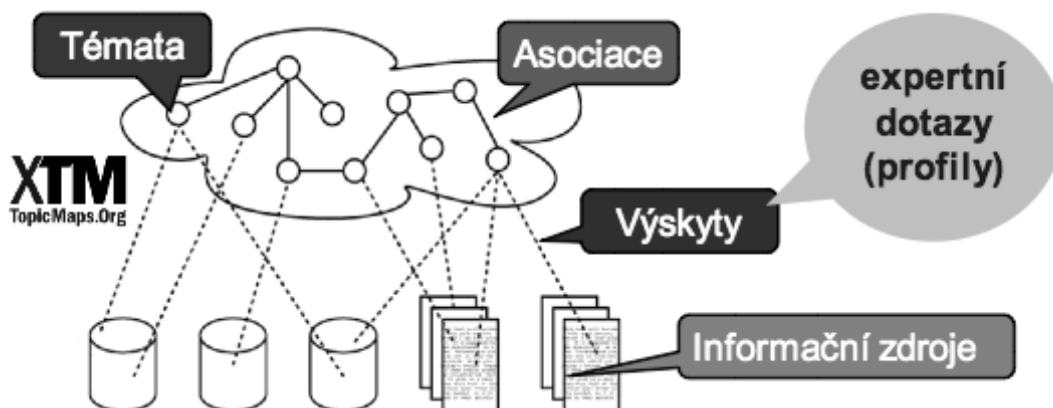 Témata
Asociace
expertní
dotazy
(profily)
XTM
TopicMaps.Org
Výskyty
Informační zdroje